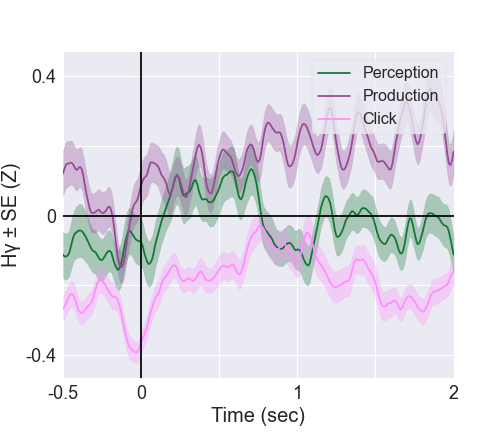 Perception
Production
Click
Hγ ± SE (Z)
0.4
0
-0.4
-0.5
0
1
2
Time (sec)